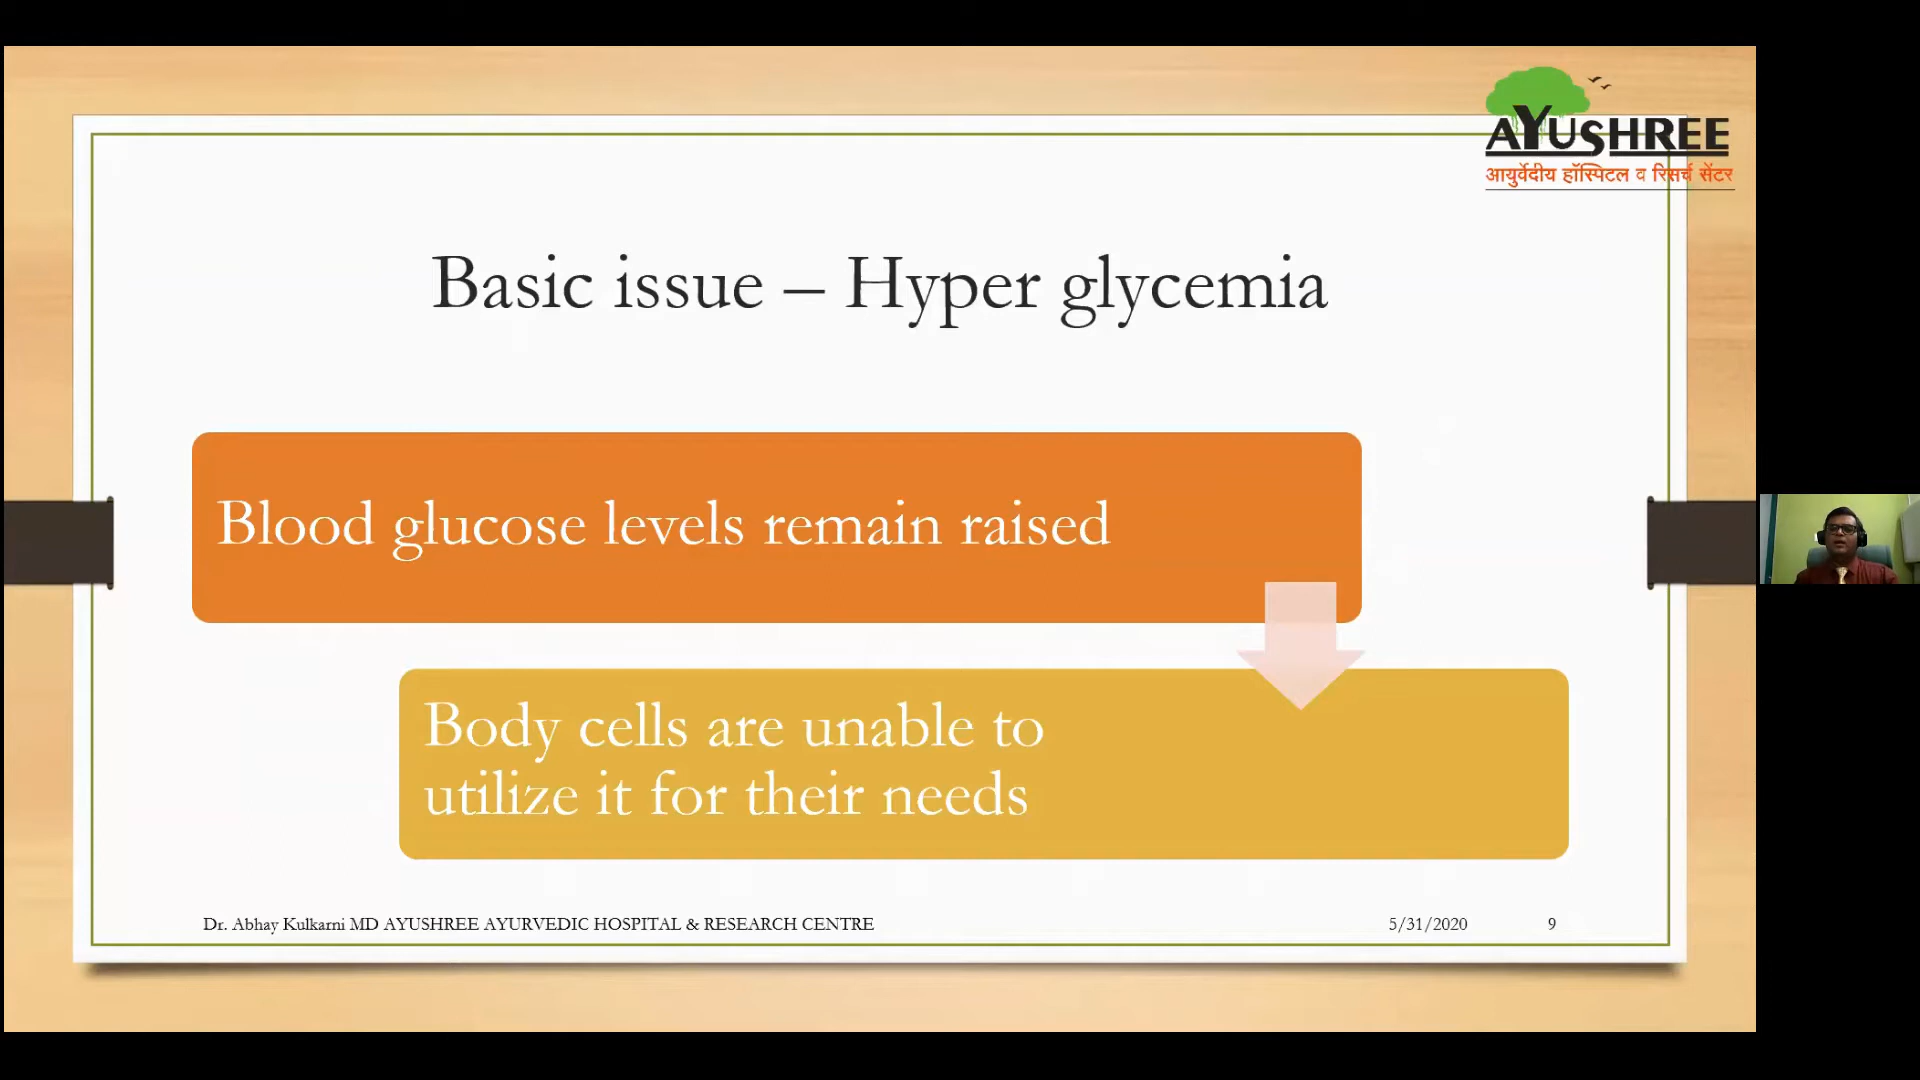 AYUSHREE
आयुर्वेदीय हॉस्पिटल व रिसर्च सेंटर
Basic issue – Hyper glycemia
Blood glucose levels remain raised
Body cells are unable to
utilize it for their needs
Dr. Abhay Kulkarni MD AYUSHREE AYURVEDIC HOSPITAL & RESEARCH CENTRE 5/31/2020 9